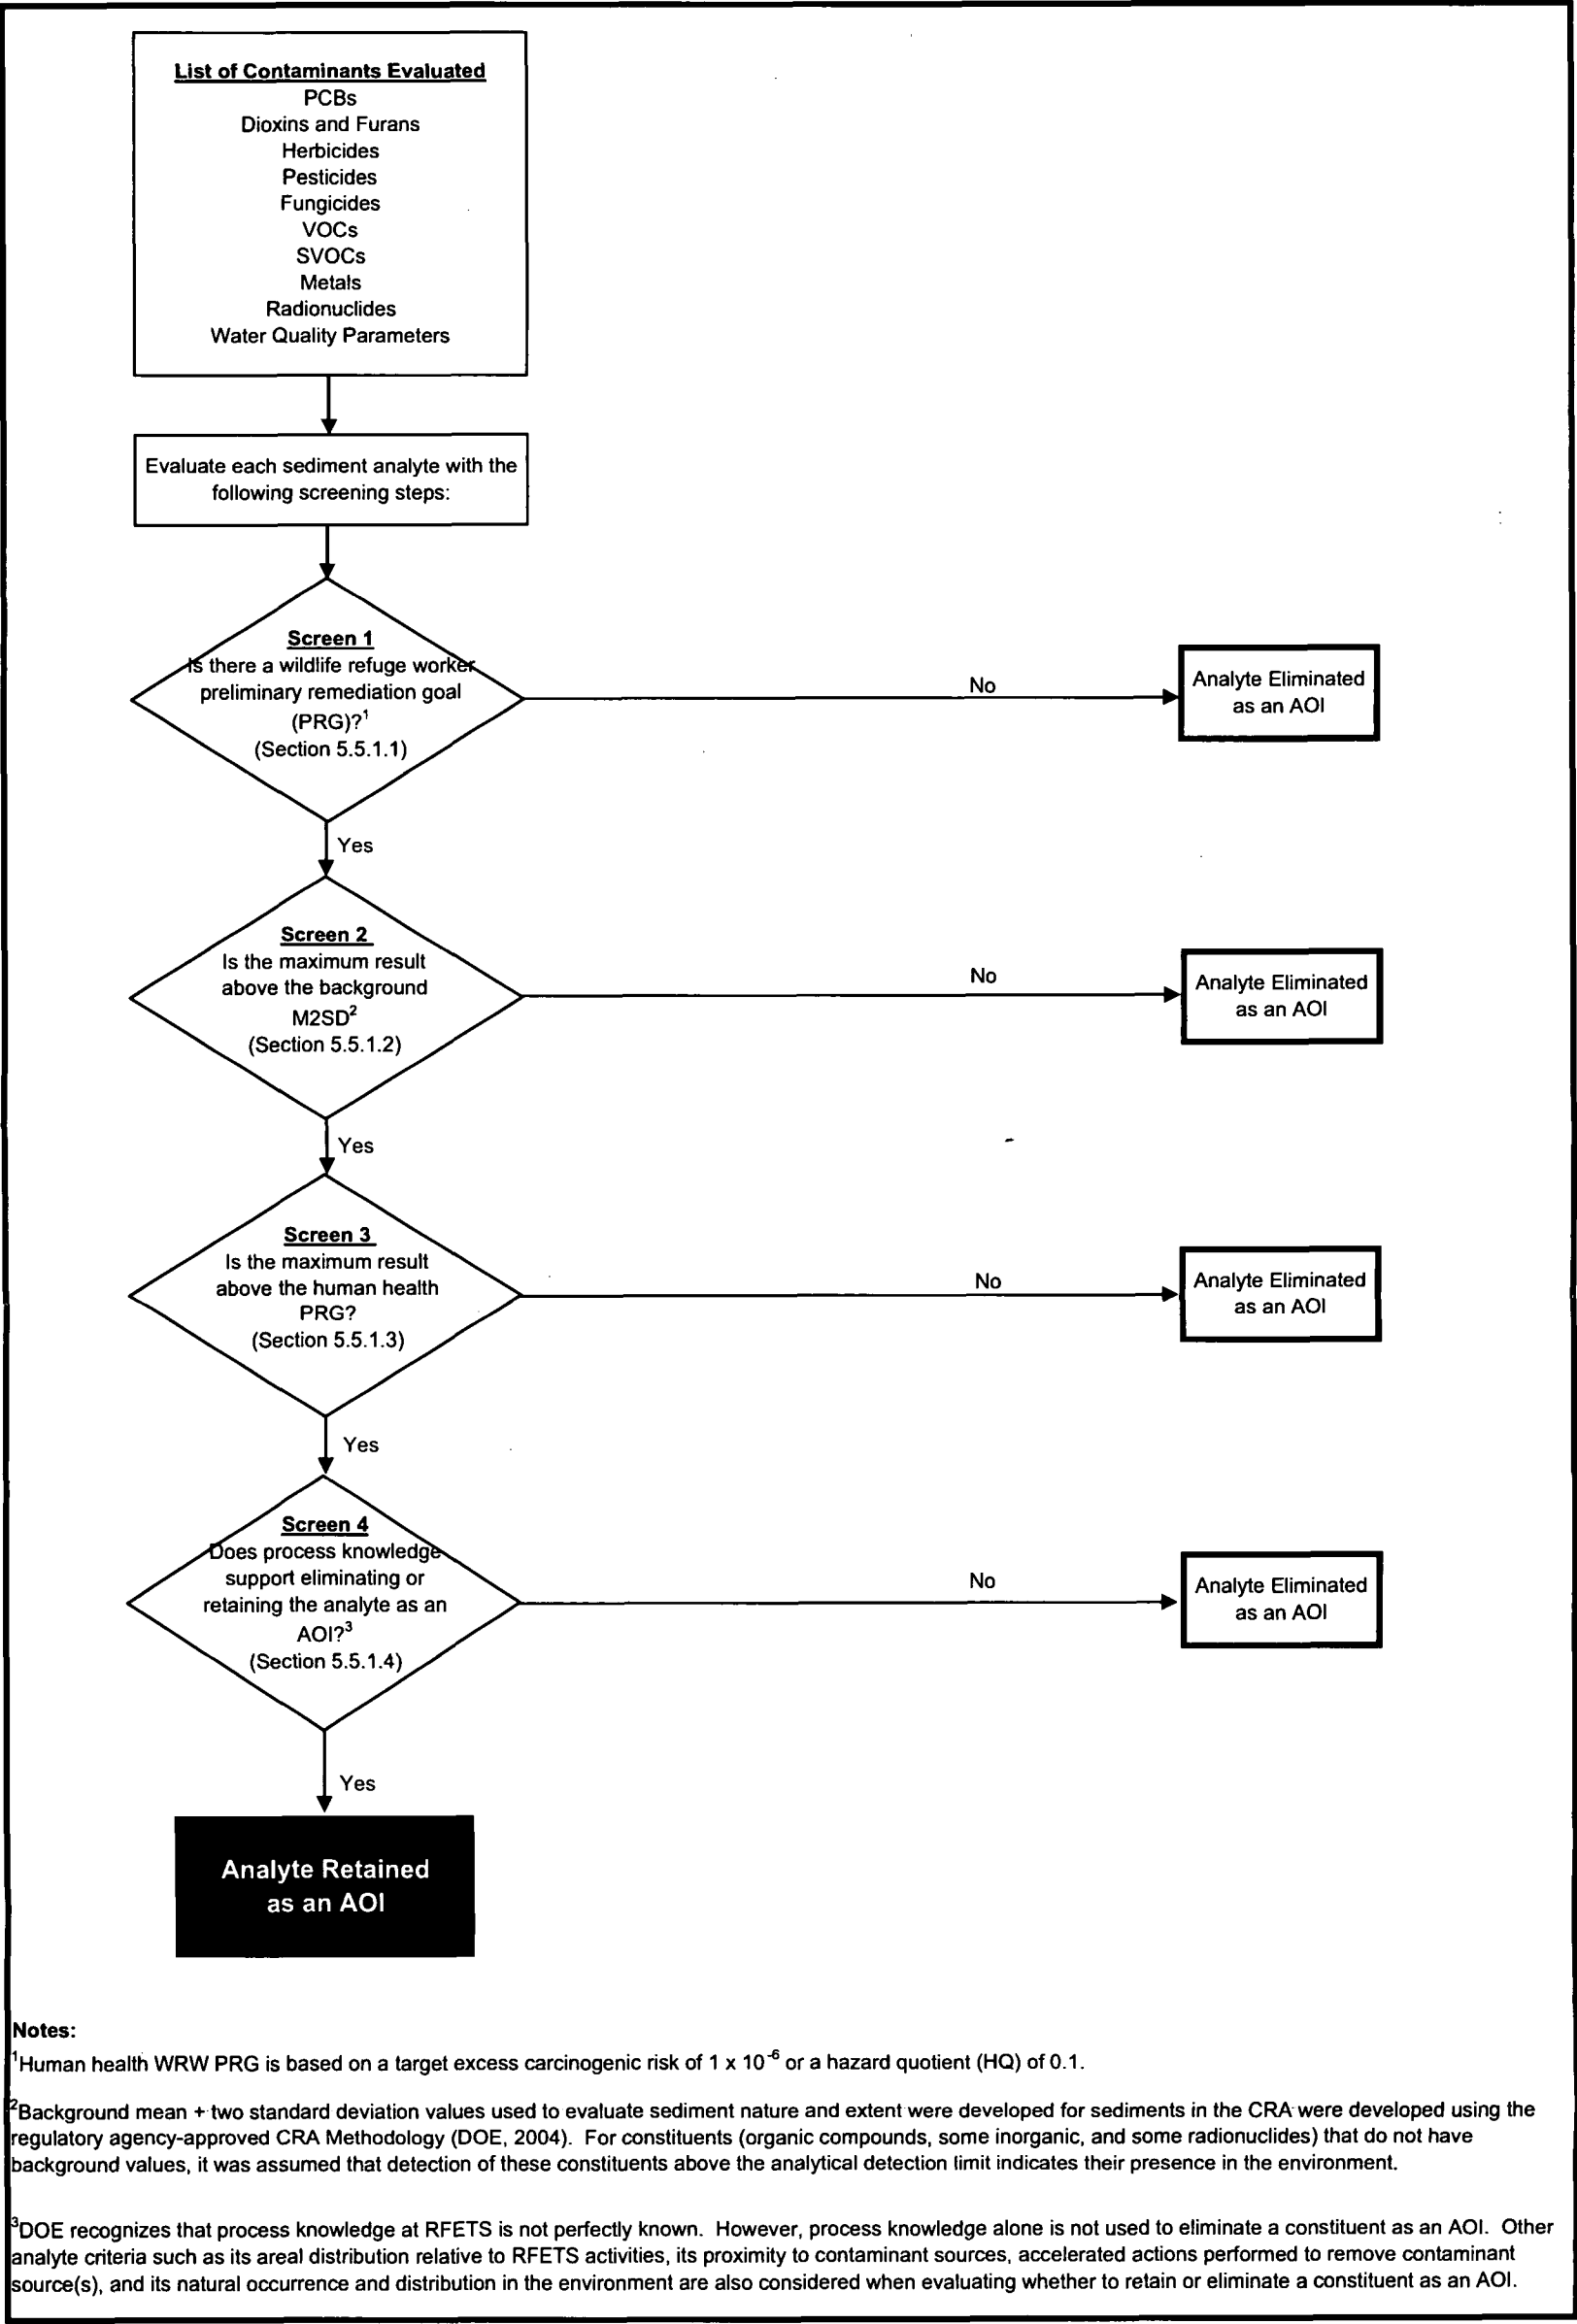 List of Contaminants Evaluated
PCBs
Dioxins and Furans
Herbicides
Pesticides
Fungicides
VOCs
SVOCs
Metals
Radionuclides
Water Quality Parameters
Evaluate each sediment analyte with the
following screening steps:
Screen 1
Is there a wildlife refuge worker
preliminary remediation goal
(PRG)?¹
(Section 5.5.1.1)
No
Analyte Eliminated
as an AOI
Yes
Screen 2
Is the maximum result
above the background
M2SD²
(Section 5.5.1.2)
No
Analyte Eliminated
as an AOI
Yes
Screen 3
Is the maximum result
above the human health
PRG?
(Section 5.5.1.3)
No
Analyte Eliminated
as an AOI
Yes
Screen 4
Does process knowledge
support eliminating or
retaining the analyte as an
AOI?³
(Section 5.5.1.4)
No
Analyte Eliminated
as an AOI
Yes
Analyte Retained
as an AOI
Notes:
¹Human health WRW PRG is based on a target excess carcinogenic risk of 1 x 10⁻⁶ or a hazard quotient (HQ) of 0.1.
²Background mean + two standard deviation values used to evaluate sediment nature and extent were developed for sediments in the CRA were developed using the
regulatory agency-approved CRA Methodology (DOE, 2004). For constituents (organic compounds, some inorganic, and some radionuclides) that do not have
background values, it was assumed that detection of these constituents above the analytical detection limit indicates their presence in the environment.
³DOE recognizes that process knowledge at RFETS is not perfectly known. However, process knowledge alone is not used to eliminate a constituent as an AOI. Other
analyte criteria such as its areal distribution relative to RFETS activities, its proximity to contaminant sources, accelerated actions performed to remove contaminant
source(s), and its natural occurrence and distribution in the environment are also considered when evaluating whether to retain or eliminate a constituent as an AOI.